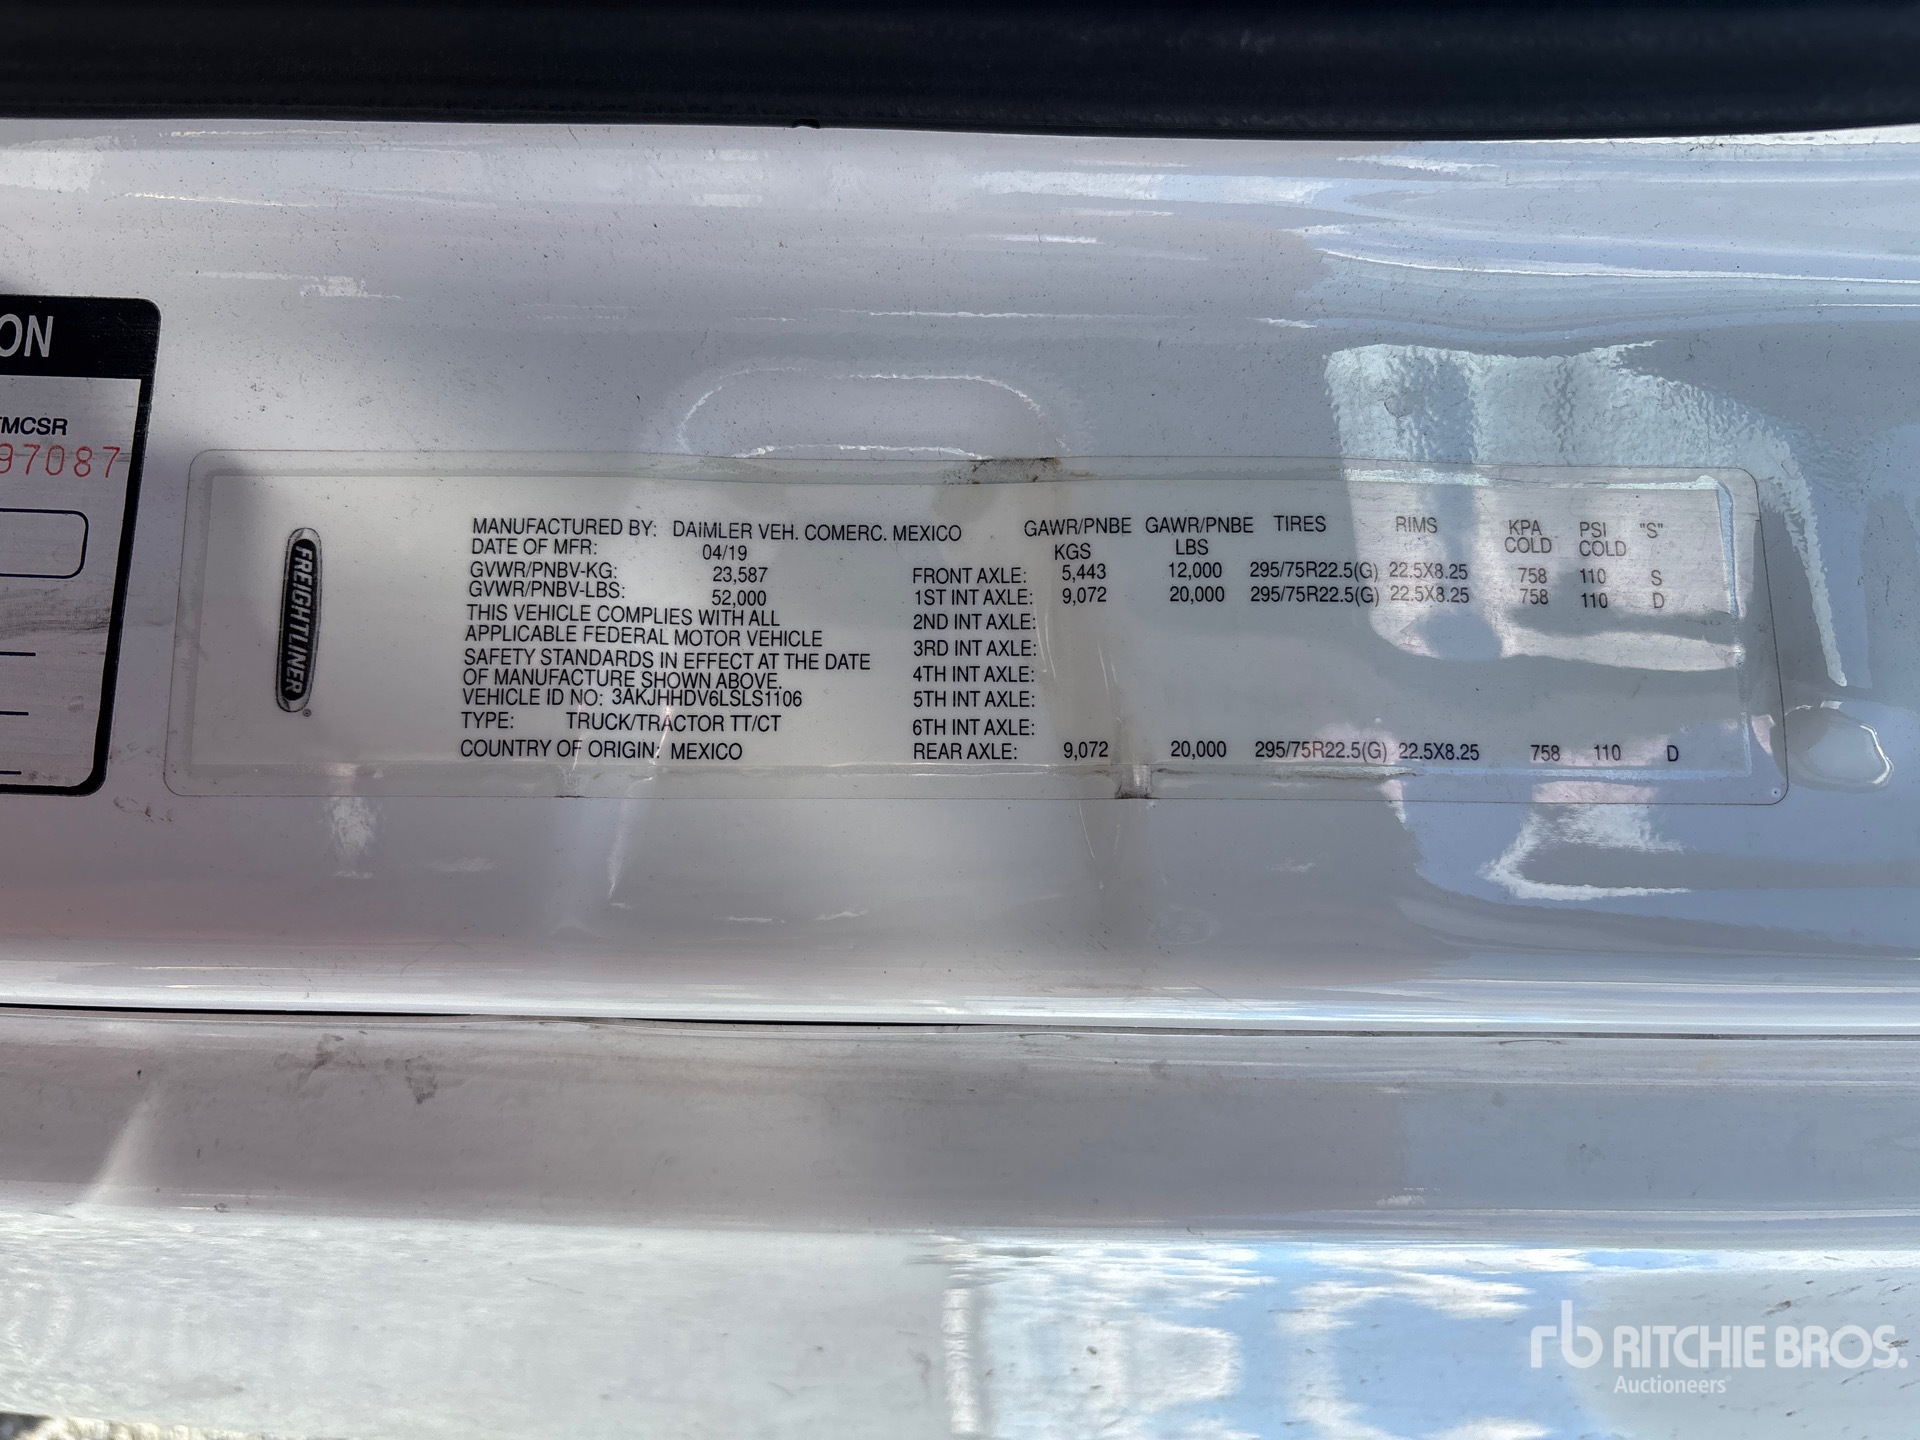 ON
FMCSR
97087
FREIGHTLINER®
MANUFACTURED BY: DAIMLER VEH. COMERC. MEXICO
DATE OF MFR: 04/19
GVWR/PNBV-KG: 23,587
GVWR/PNBV-LBS: 52,000
THIS VEHICLE COMPLIES WITH ALL
APPLICABLE FEDERAL MOTOR VEHICLE
SAFETY STANDARDS IN EFFECT AT THE DATE
OF MANUFACTURE SHOWN ABOVE.
VEHICLE ID NO: 3AKJHHDV6LSLS1106
TYPE: TRUCK/TRACTOR TT/CT
COUNTRY OF ORIGIN: MEXICO
GAWR/PNBE GAWR/PNBE TIRES RIMS KPA PSI "S"
KGS LBS COLD COLD
FRONT AXLE: 5,443 12,000 295/75R22.5(G) 22.5X8.25 758 110 S
1ST INT AXLE: 9,072 20,000 295/75R22.5(G) 22.5X8.25 758 110 D
2ND INT AXLE:
3RD INT AXLE:
4TH INT AXLE:
5TH INT AXLE:
6TH INT AXLE:
REAR AXLE: 9,072 20,000 295/75R22.5(G) 22.5X8.25 758 110 D
rb RITCHIE BROS.
Auctioneers